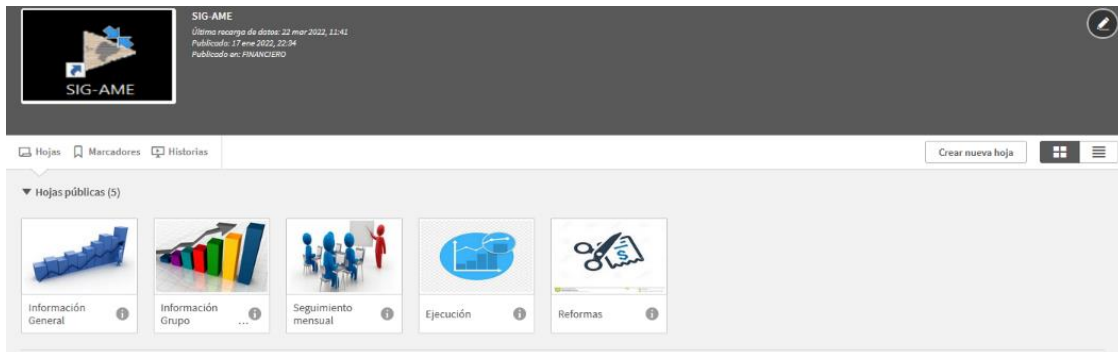 SIG-AME
Última recarga de datos: 22 mar 2022, 11:41
Publicado: 17 ene 2022, 22:34
Publicado en: FINANCIERO
SIG-AME
Hojas Marcadores Historias
Crear nueva hoja
Hojas públicas (5)
Información General
Información Grupo ...
Seguimiento mensual
Ejecución
Reformas